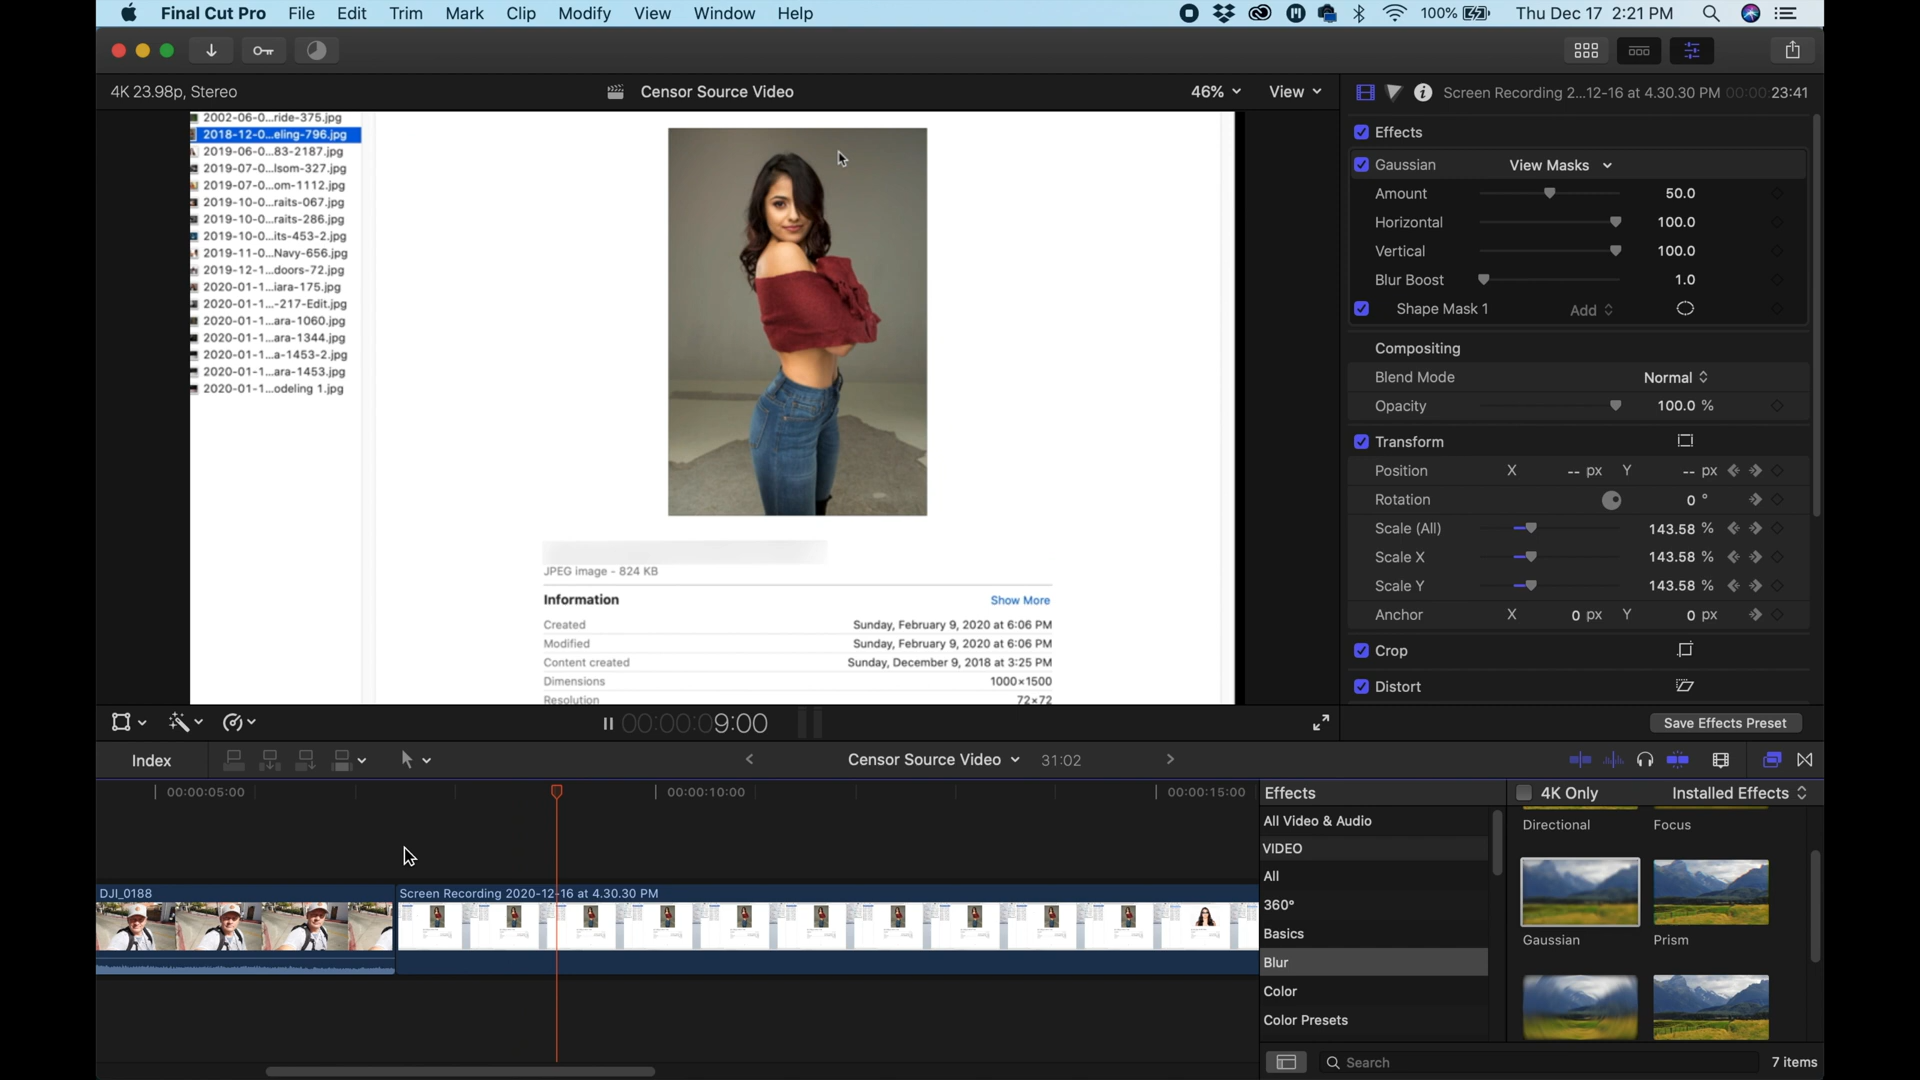 Final Cut Pro File Edit Trim Mark Clip Modify View Window Help 100% Thu Dec 17 2:21 PM
4K 23.98p, Stereo
Censor Source Video
46% View
Screen Recording 2...12-16 at 4.30.30 PM 00:00:23:41
2002-06-0...ride-375.jpg
2018-12-0...eling-796.jpg
2019-06-0...83-2187.jpg
2019-07-0...lsom-327.jpg
2019-07-0...om-1112.jpg
2019-10-0...raits-067.jpg
2019-10-0...raits-286.jpg
2019-10-0...its-453-2.jpg
2019-11-0...Navy-656.jpg
2019-12-1...doors-72.jpg
2020-01-1...iara-175.jpg
2020-01-1...-217-Edit.jpg
2020-01-1...ara-1060.jpg
2020-01-1...ara-1344.jpg
2020-01-1...a-1453-2.jpg
2020-01-1...ara-1453.jpg
2020-01-1...odeling 1.jpg
JPEG image - 824 KB
Information Show More
Created Sunday, February 9, 2020 at 6:06 PM
Modified Sunday, February 9, 2020 at 6:06 PM
Content created Sunday, December 9, 2018 at 3:25 PM
Dimensions 1000×1500
Resolution 72×72
Effects
Gaussian View Masks
Amount 50.0
Horizontal 100.0
Vertical 100.0
Blur Boost 1.0
Shape Mask 1 Add
Compositing
Blend Mode Normal
Opacity 100.0 %
Transform
Position X -- px Y -- px
Rotation 0 °
Scale (All) 143.58 %
Scale X 143.58 %
Scale Y 143.58 %
Anchor X 0 px Y 0 px
Crop
Distort
00:00:09:00
Save Effects Preset
Index
Censor Source Video 31:02
00:00:05:00 00:00:10:00 00:00:15:00
DJI_0188
Screen Recording 2020-12-16 at 4.30.30 PM
Effects
4K Only Installed Effects
All Video & Audio
VIDEO
All
360°
Basics
Blur
Color
Color Presets
Directional Focus
Gaussian Prism
Search
7 items